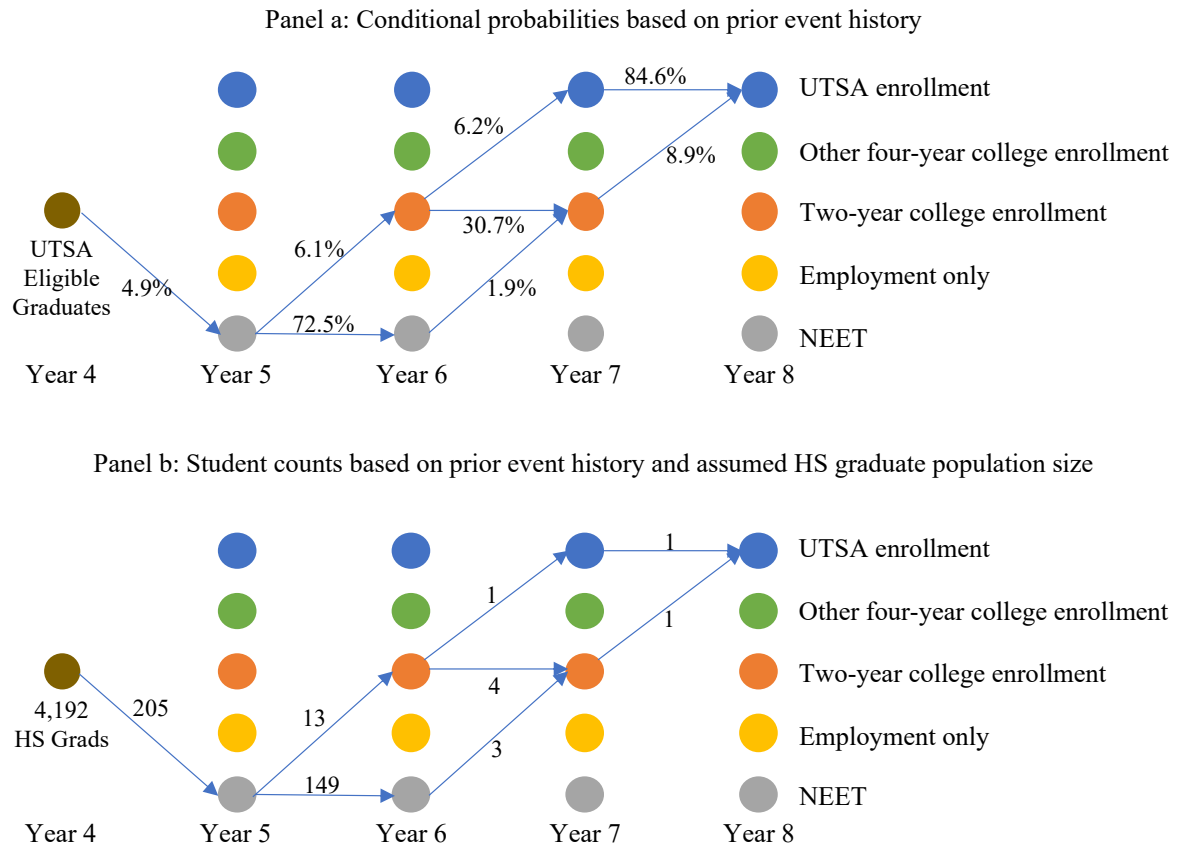 Panel a: Conditional probabilities based on prior event history
84.6%
UTSA enrollment
6.2%
8.9%
Other four-year college enrollment
Two-year college enrollment
30.7%
UTSA
Eligible
Graduates
6.1%
4.9%
1.9%
Employment only
72.5%
NEET
Year 4
Year 5
Year 6
Year 7
Year 8
Panel b: Student counts based on prior event history and assumed HS graduate population size
1
UTSA enrollment
1
1
Other four-year college enrollment
Two-year college enrollment
4
4,192
HS Grads
205
13
3
Employment only
149
NEET
Year 4
Year 5
Year 6
Year 7
Year 8